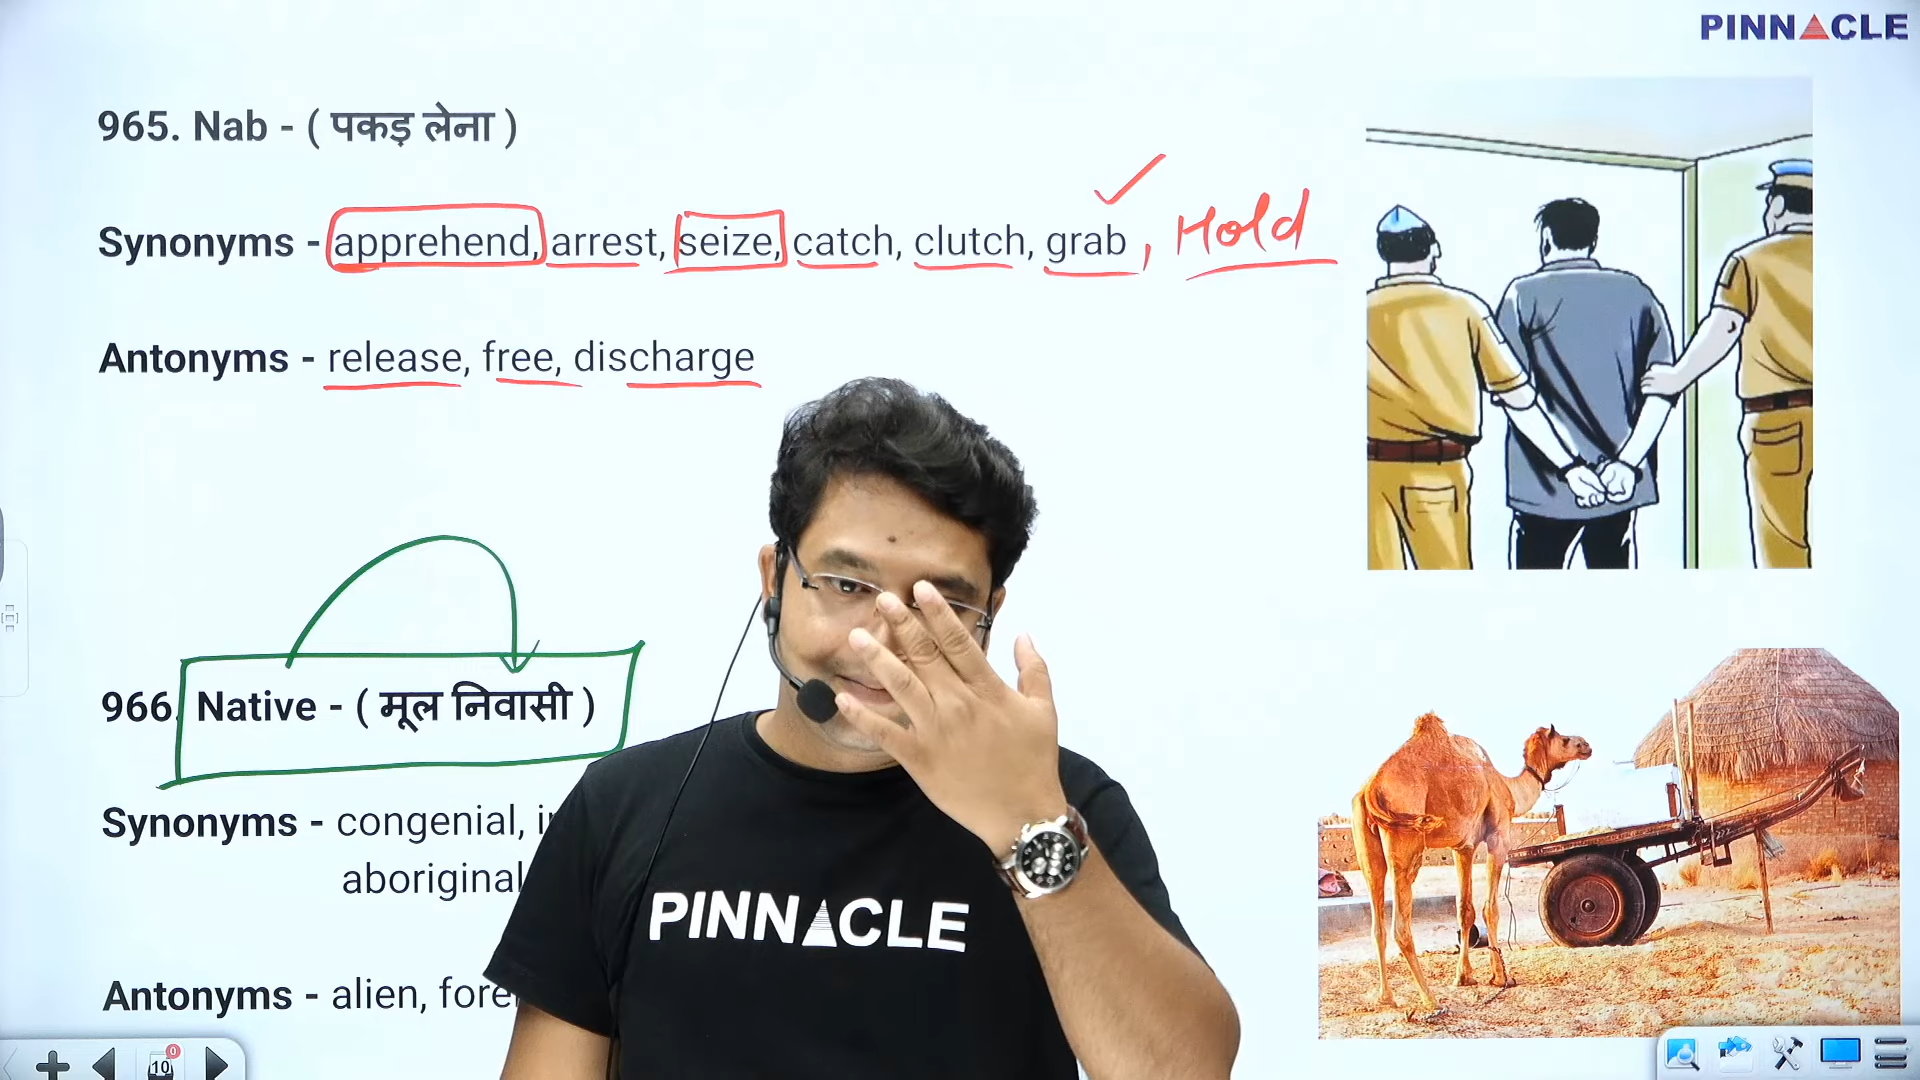 PINNACLE
965. Nab - ( पकड़ लेना )
Synonyms - apprehend, arrest, seize, catch, clutch, grab , Hold
Antonyms - release, free, discharge
966. Native - ( मूल निवासी )
Synonyms - congenial,
aboriginal
Antonyms - alien,
PINNACLE
10
0